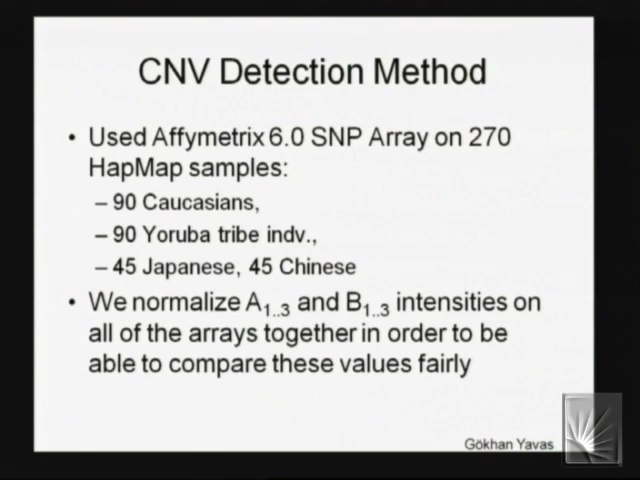 CNV Detection Method
• Used Affymetrix 6.0 SNP Array on 270
HapMap samples:
– 90 Caucasians,
– 90 Yoruba tribe indv.,
– 45 Japanese, 45 Chinese
• We normalize A1..3 and B1..3 intensities on
all of the arrays together in order to be
able to compare these values fairly
Gökhan Yavas